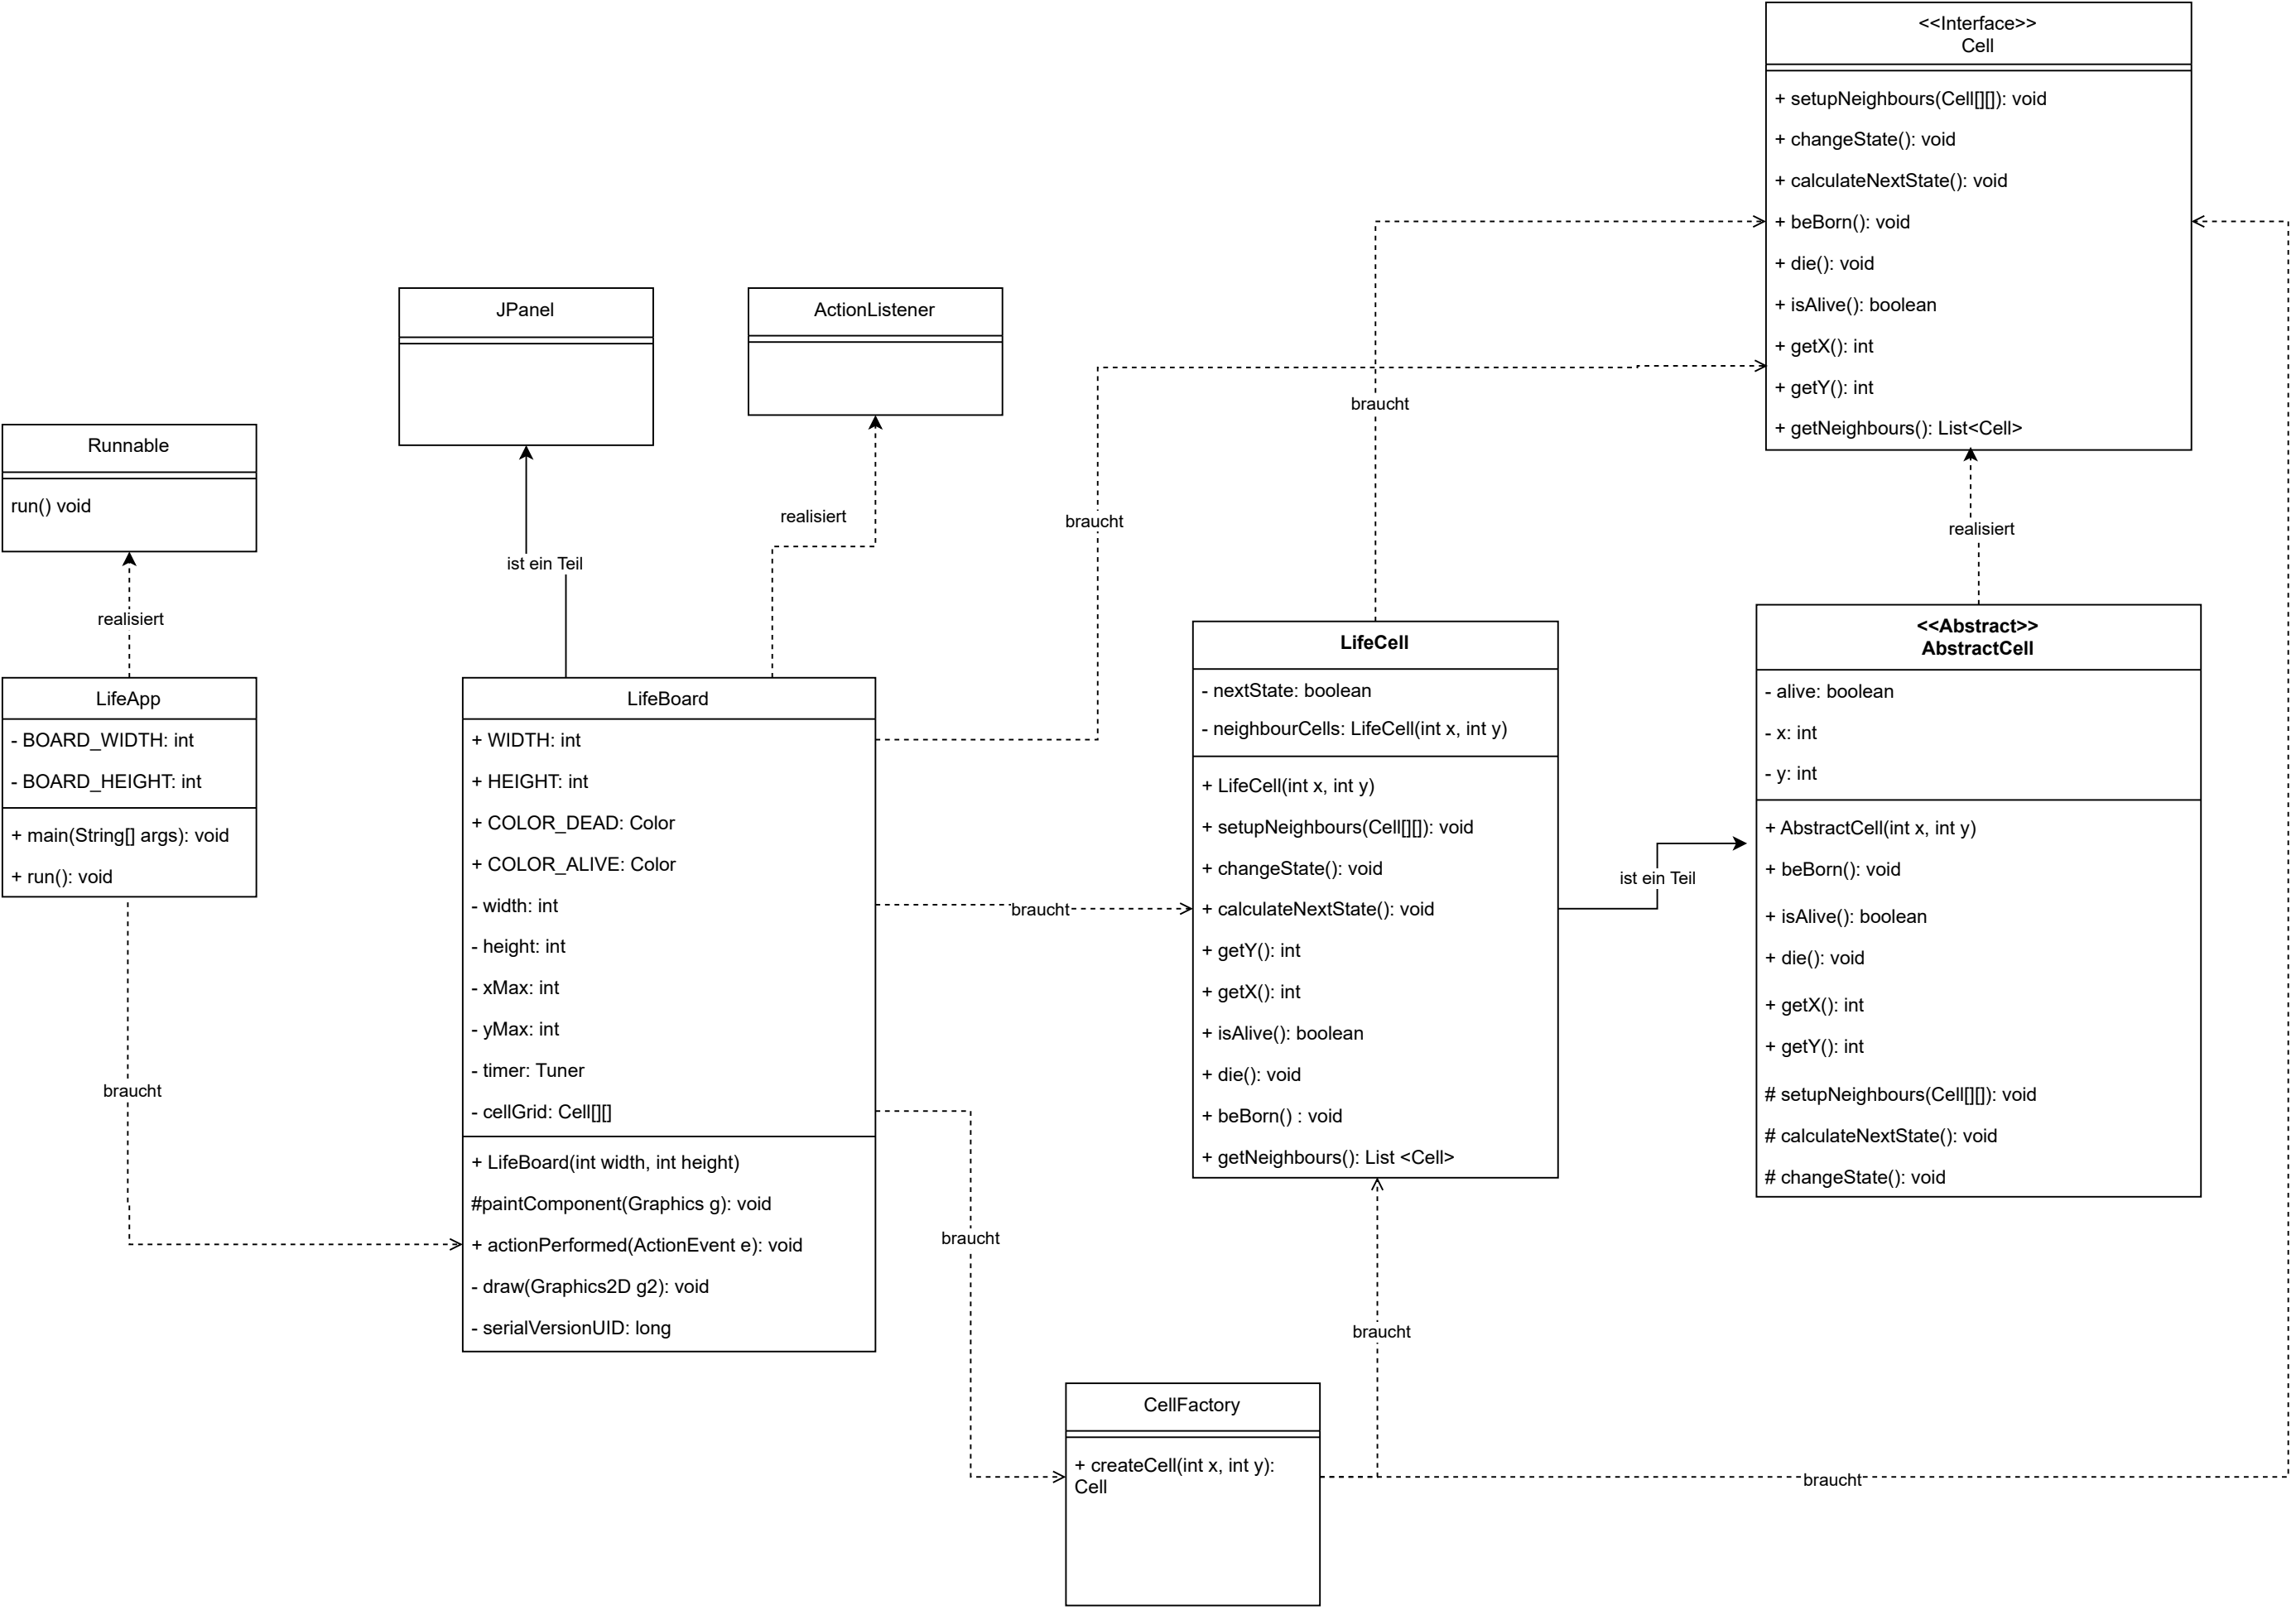 <<Interface>>
Cell
+ setupNeighbours(Cell[][]): void
+ changeState(): void
+ calculateNextState(): void
+ beBorn(): void
+ die(): void
+ isAlive(): boolean
+ getX(): int
+ getY(): int
+ getNeighbours(): List<Cell>
JPanel
ActionListener
Runnable
run() void
realisiert
ist ein Teil
realisiert
braucht
braucht
realisiert
LifeApp
- BOARD_WIDTH: int
- BOARD_HEIGHT: int
+ main(String[] args): void
+ run(): void
braucht
LifeBoard
+ WIDTH: int
+ HEIGHT: int
+ COLOR_DEAD: Color
+ COLOR_ALIVE: Color
- width: int
- height: int
- xMax: int
- yMax: int
- timer: Tuner
- cellGrid: Cell[][]
+ LifeBoard(int width, int height)
#paintComponent(Graphics g): void
+ actionPerformed(ActionEvent e): void
- draw(Graphics2D g2): void
- serialVersionUID: long
braucht
braucht
LifeCell
- nextState: boolean
- neighbourCells: LifeCell(int x, int y)
+ LifeCell(int x, int y)
+ setupNeighbours(Cell[][]): void
+ changeState(): void
+ calculateNextState(): void
+ getY(): int
+ getX(): int
+ isAlive(): boolean
+ die(): void
+ beBorn() : void
+ getNeighbours(): List <Cell>
ist ein Teil
<<Abstract>>
AbstractCell
- alive: boolean
- x: int
- y: int
+ AbstractCell(int x, int y)
+ beBorn(): void
+ isAlive(): boolean
+ die(): void
+ getX(): int
+ getY(): int
# setupNeighbours(Cell[][]): void
# calculateNextState(): void
# changeState(): void
braucht
CellFactory
+ createCell(int x, int y):
Cell
braucht